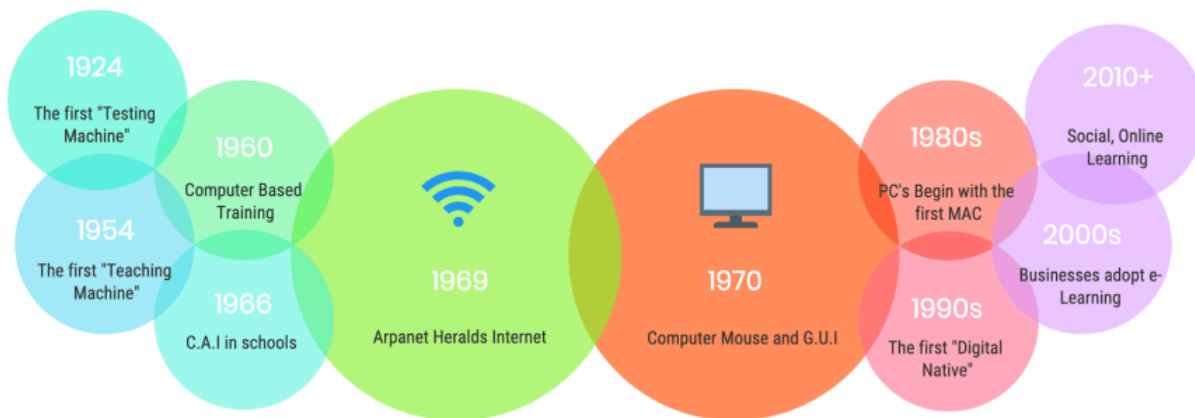 1924
The first "Testing
Machine"
1954
The first "Teaching
Machine"
1960
Computer Based
Training
1966
C.A.I in schools
1969
Arpanet Heralds Internet
1970
Computer Mouse and G.U.I
1980s
PC's Begin with the
first MAC
1990s
The first "Digital
Native"
2000s
Businesses adopt e-
Learning
2010+
Social, Online
Learning